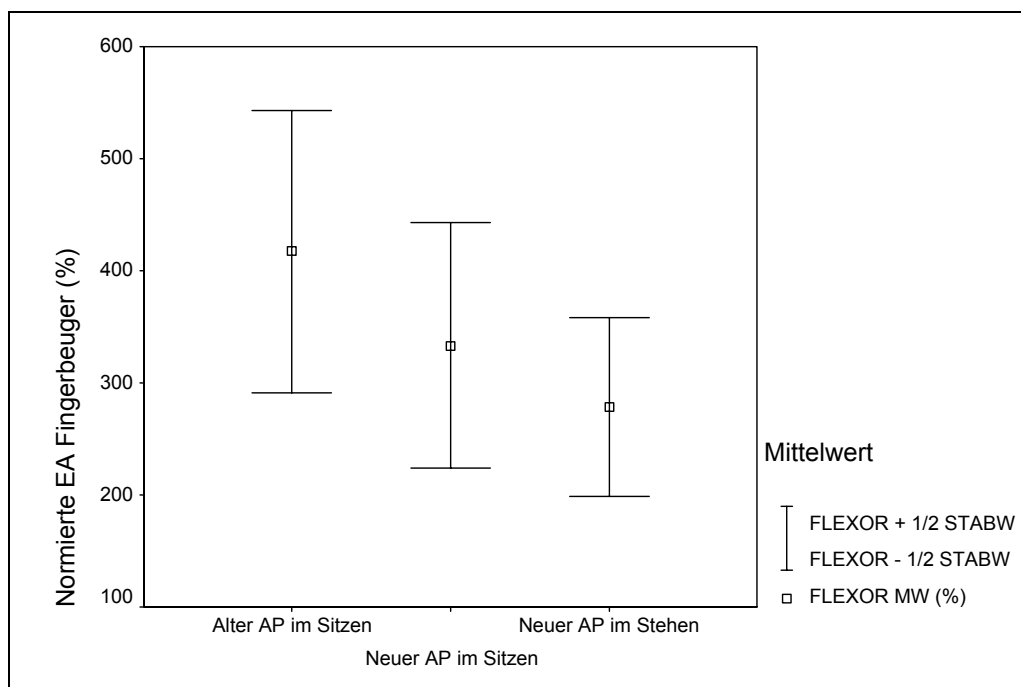 600
500
400
300
200
100
Normierte EA Fingerbeuger (%)
Alter AP im Sitzen
Neuer AP im Sitzen
Neuer AP im Stehen
Mittelwert
FLEXOR + 1/2 STABW
FLEXOR - 1/2 STABW
FLEXOR MW (%)